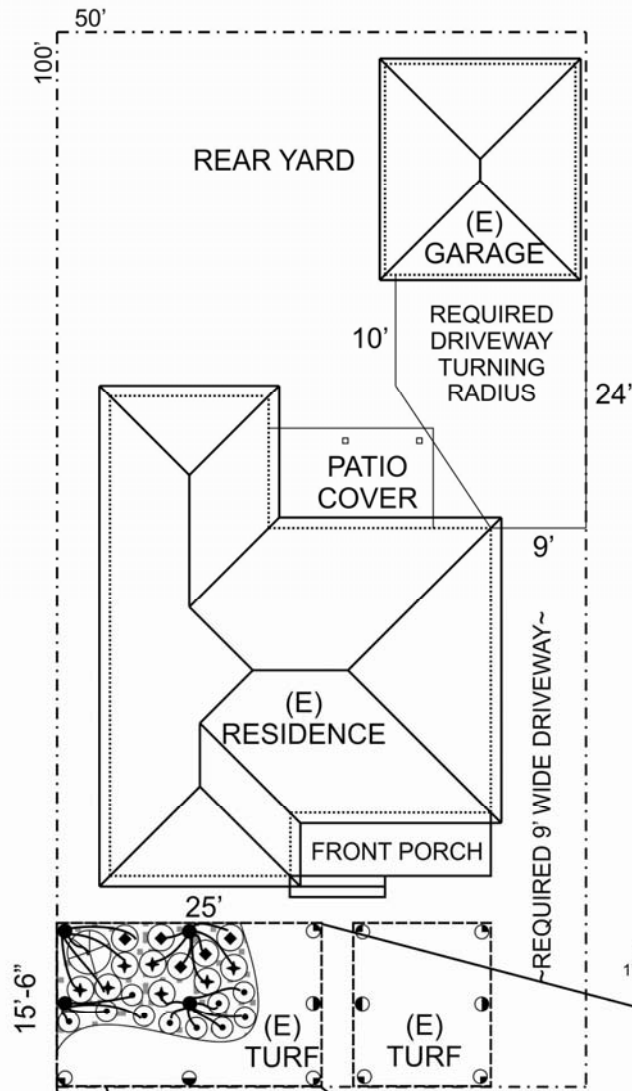 50’
100’
REAR YARD
(E)
GARAGE
REQUIRED
DRIVEWAY
TURNING
RADIUS
10’
24’
PATIO
COVER
9’
(E)
RESIDENCE
~REQUIRED 9’ WIDE DRIVEWAY~
FRONT PORCH
25’
15’-6”
(E)
TURF
(E)
TURF
1